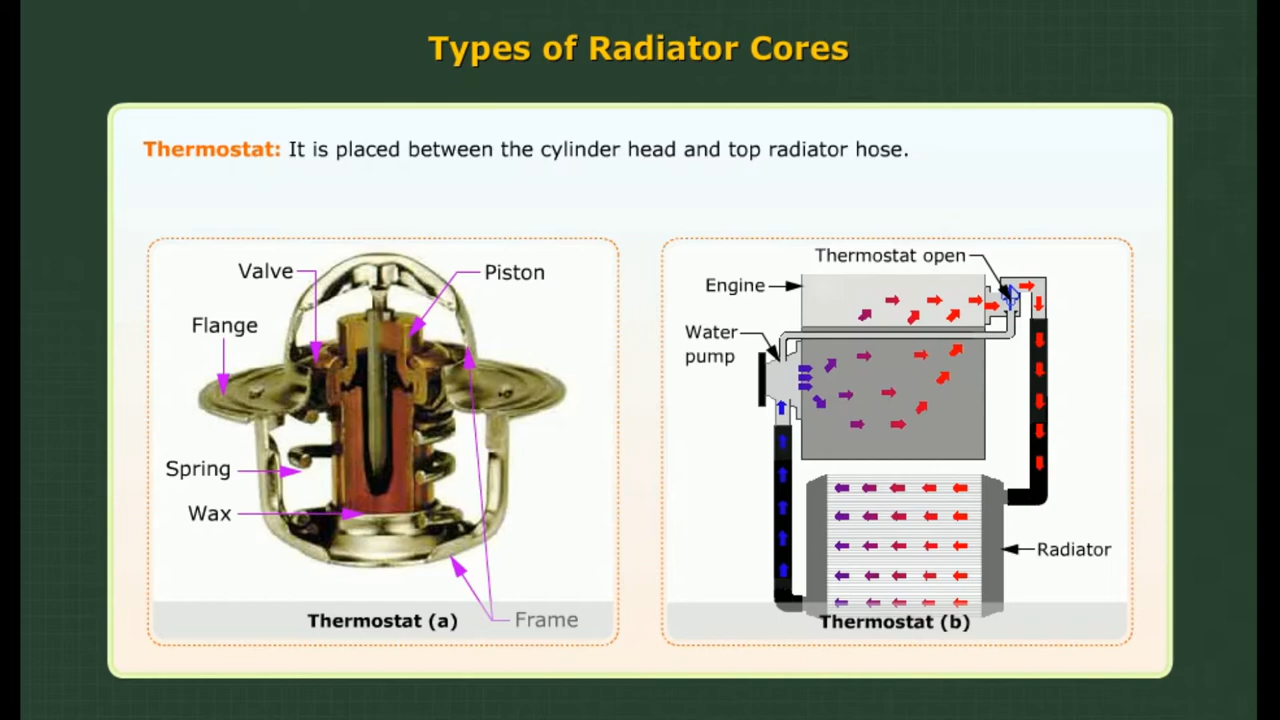 Types of Radiator Cores
Thermostat: It is placed between the cylinder head and top radiator hose.
Valve
Piston
Flange
Spring
Wax
Thermostat (a)
Frame
Thermostat open
Engine
Water
pump
Radiator
Thermostat (b)